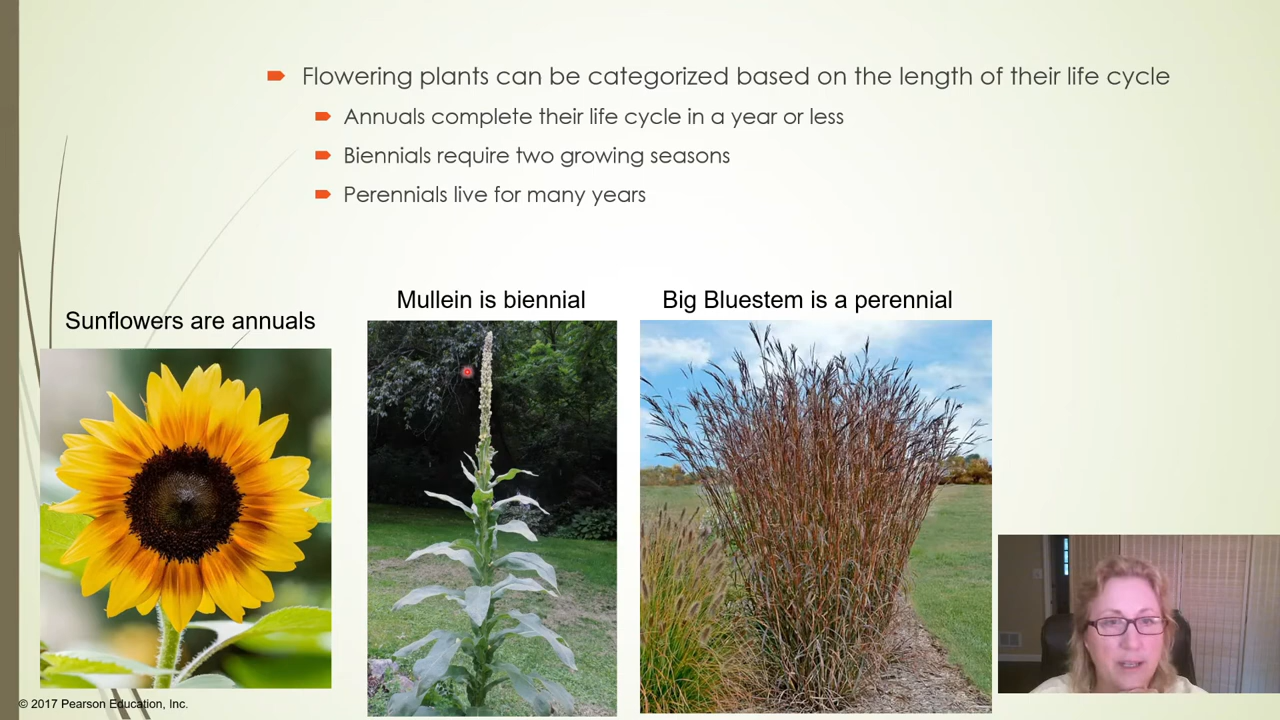 Flowering plants can be categorized based on the length of their life cycle
Annuals complete their life cycle in a year or less
Biennials require two growing seasons
Perennials live for many years
Sunflowers are annuals
Mullein is biennial
Big Bluestem is a perennial
© 2017 Pearson Education, Inc.